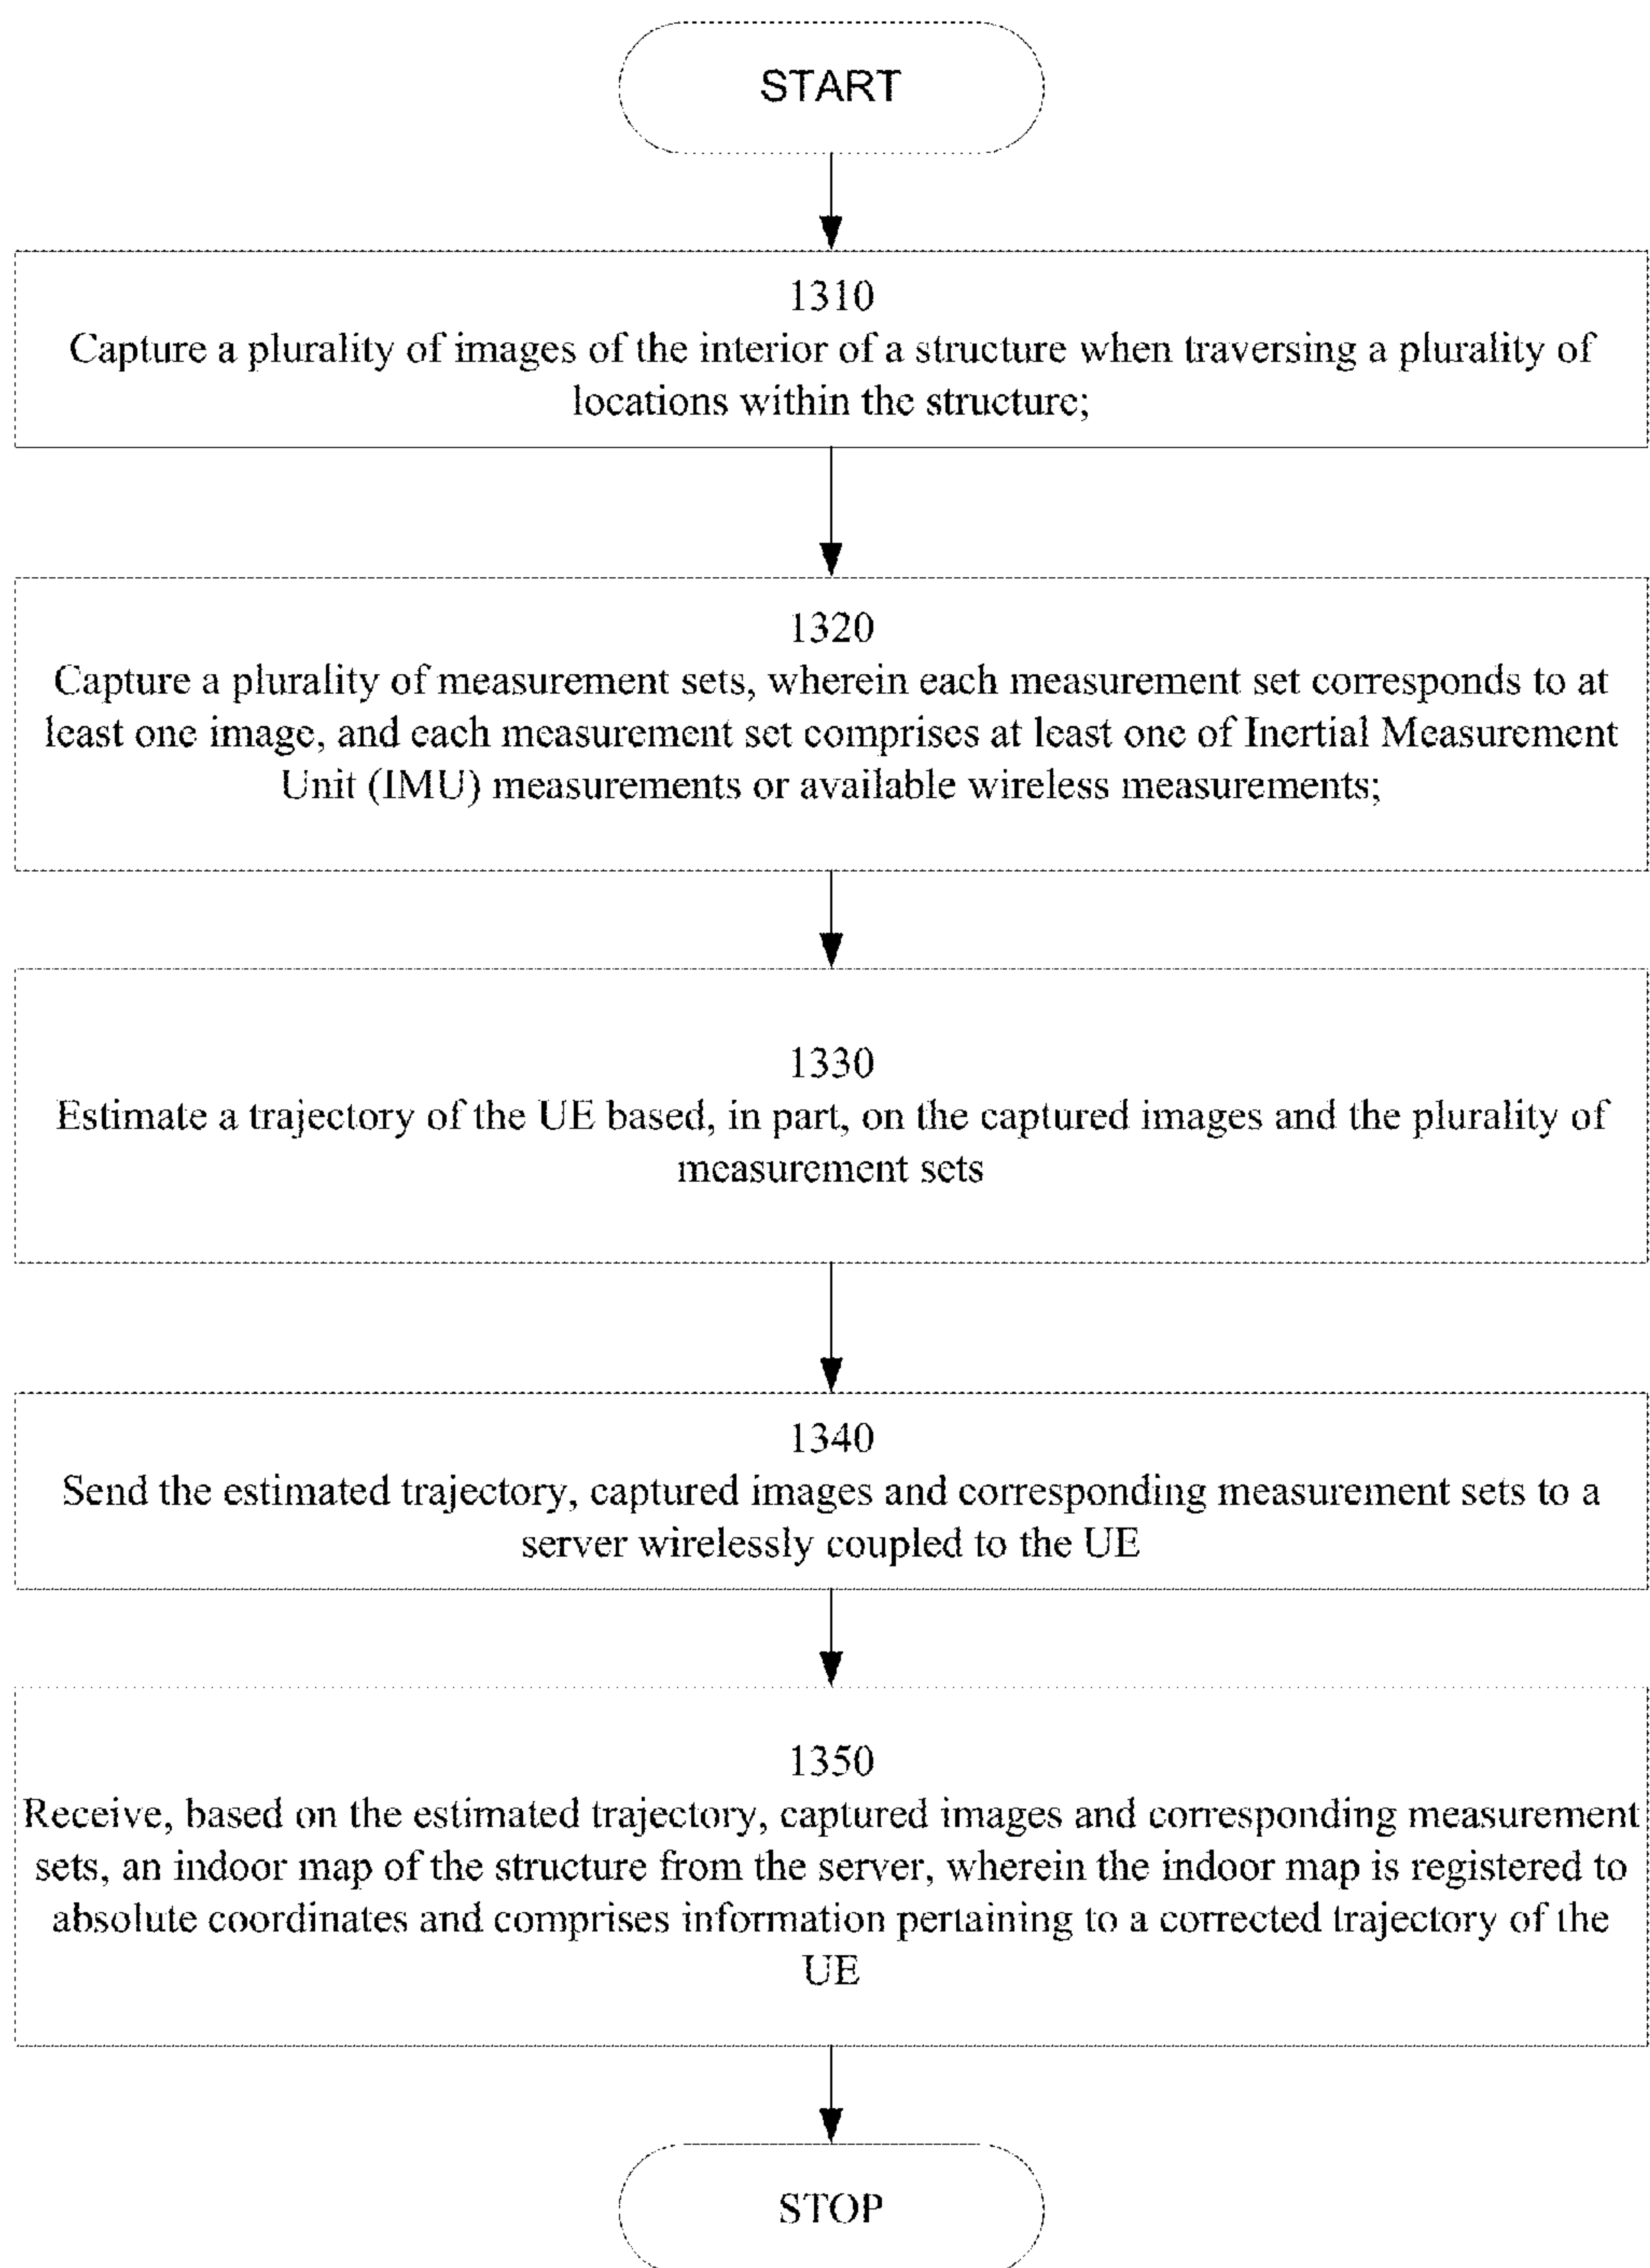 START
1310
Capture a plurality of images of the interior of a structure when traversing a plurality of
locations within the structure;
1320
Capture a plurality of measurement sets, wherein each measurement set corresponds to at
least one image, and each measurement set comprises at least one of Inertial Measurement
Unit (IMU) measurements or available wireless measurements;
1330
Estimate a trajectory of the UE based, in part, on the captured images and the plurality of
measurement sets
1340
Send the estimated trajectory, captured images and corresponding measurement sets to a
server wirelessly coupled to the UE
1350
Receive, based on the estimated trajectory, captured images and corresponding measurement
sets, an indoor map of the structure from the server, wherein the indoor map is registered to
absolute coordinates and comprises information pertaining to a corrected trajectory of the
UE
STOP